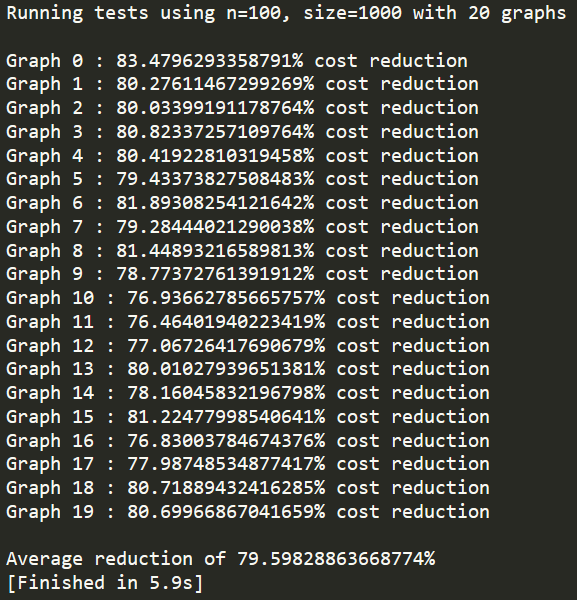 Running tests using n=100, size=1000 with 20 graphs
Graph 0 : 83.4796293358791% cost reduction
Graph 1 : 80.27611467299269% cost reduction
Graph 2 : 80.03399191178764% cost reduction
Graph 3 : 80.82337257109764% cost reduction
Graph 4 : 80.41922810319458% cost reduction
Graph 5 : 79.43373827508483% cost reduction
Graph 6 : 81.89308254121642% cost reduction
Graph 7 : 79.28444021290038% cost reduction
Graph 8 : 81.44893216589813% cost reduction
Graph 9 : 78.77372761391912% cost reduction
Graph 10 : 76.93662785665757% cost reduction
Graph 11 : 76.46401940223419% cost reduction
Graph 12 : 77.06726417690679% cost reduction
Graph 13 : 80.01027939651381% cost reduction
Graph 14 : 78.16045832196798% cost reduction
Graph 15 : 81.22477998540641% cost reduction
Graph 16 : 76.83003784674376% cost reduction
Graph 17 : 77.98748534877417% cost reduction
Graph 18 : 80.71889432416285% cost reduction
Graph 19 : 80.69966867041659% cost reduction
Average reduction of 79.59828863668774%
[Finished in 5.9s]